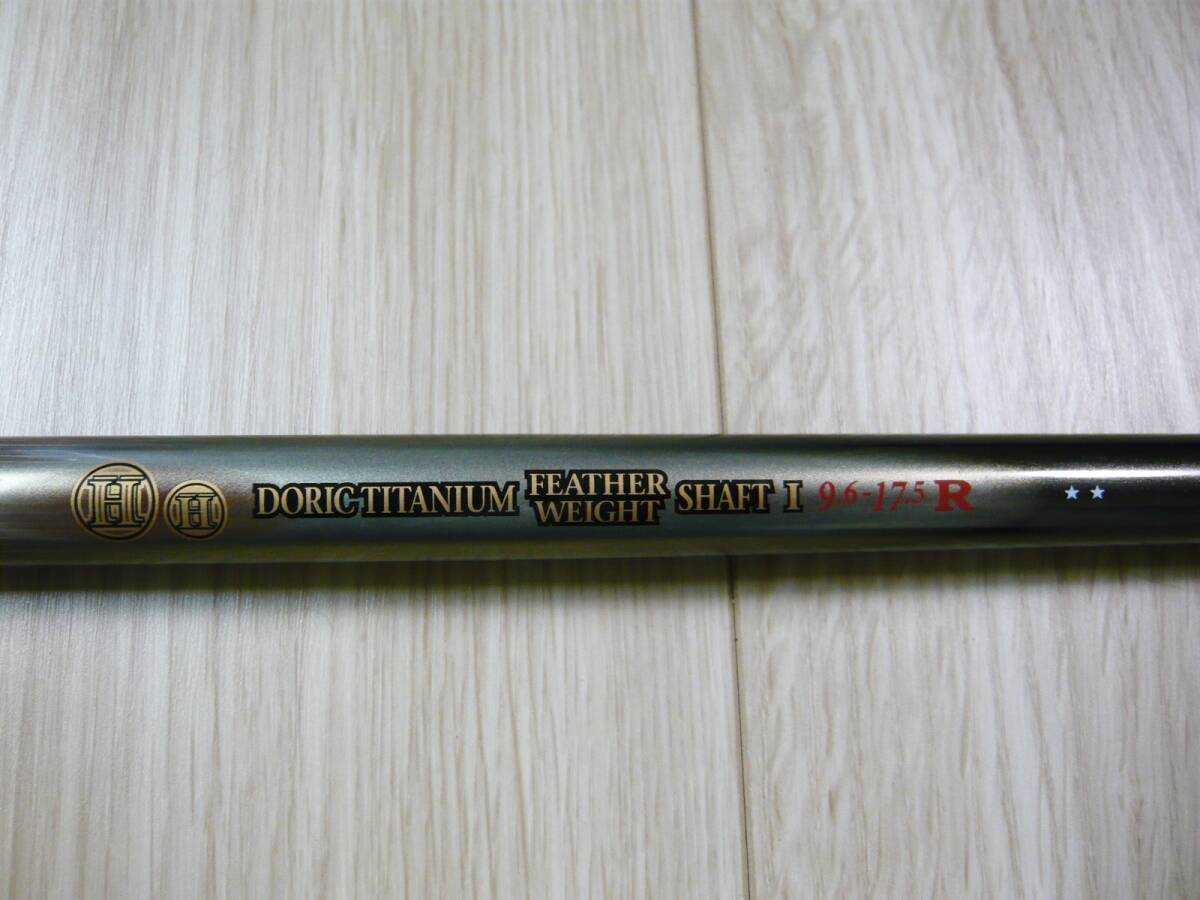 H H DORIC TITANIUM FEATHER WEIGHT SHAFT I 9.6-17.5 R ★★